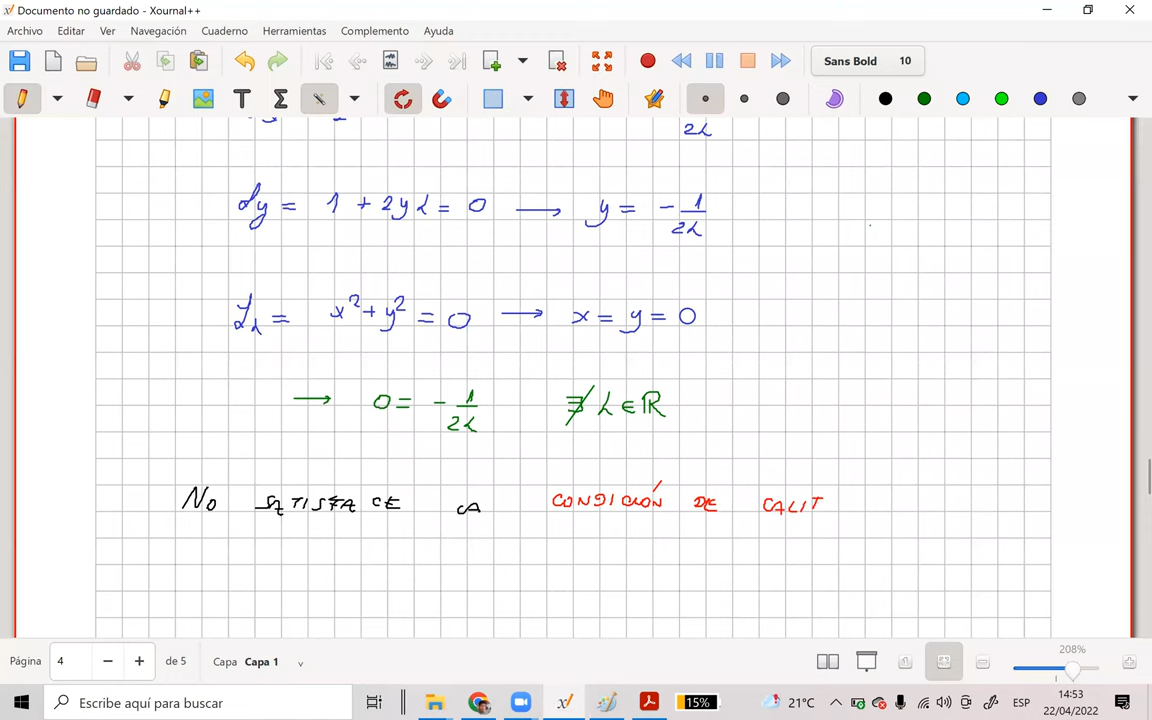 Documento no guardado - Xournal++
Archivo Editar Ver Navegación Cuaderno Herramientas Complemento Ayuda
Sans Bold 10
2λ
ℒy = 1 + 2yλ = 0 → y = - 1/2λ
ℒλ = x² + y² = 0 → x = y = 0
→ 0 = - 1/2λ ∄ λ ∈ ℝ
NO SATISFACE LA CONDICIÓN DE CALIF
Página 4 de 5 Capa Capa 1 208%
Escribe aquí para buscar 15% 21°C ESP 14:53
22/04/2022